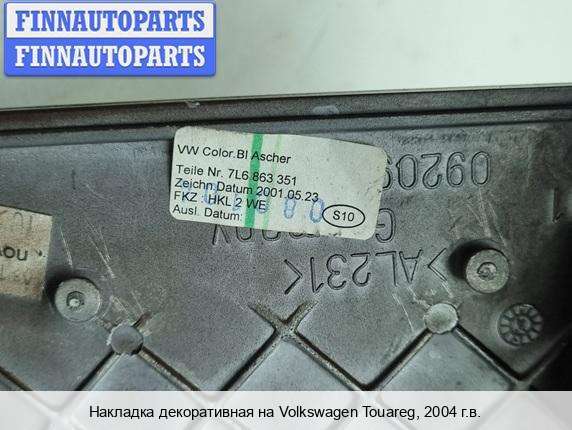 FINNAUTOPARTS
FINNAUTOPARTS
VW Color.Bl Ascher
Teile Nr. 7L6 863 351
Zeichn.Datum 2001.05.23
FKZ : HKL 2 WE
Ausl. Datum:
S10
>AL231<
Накладка декоративная на Volkswagen Touareg, 2004 г.в.